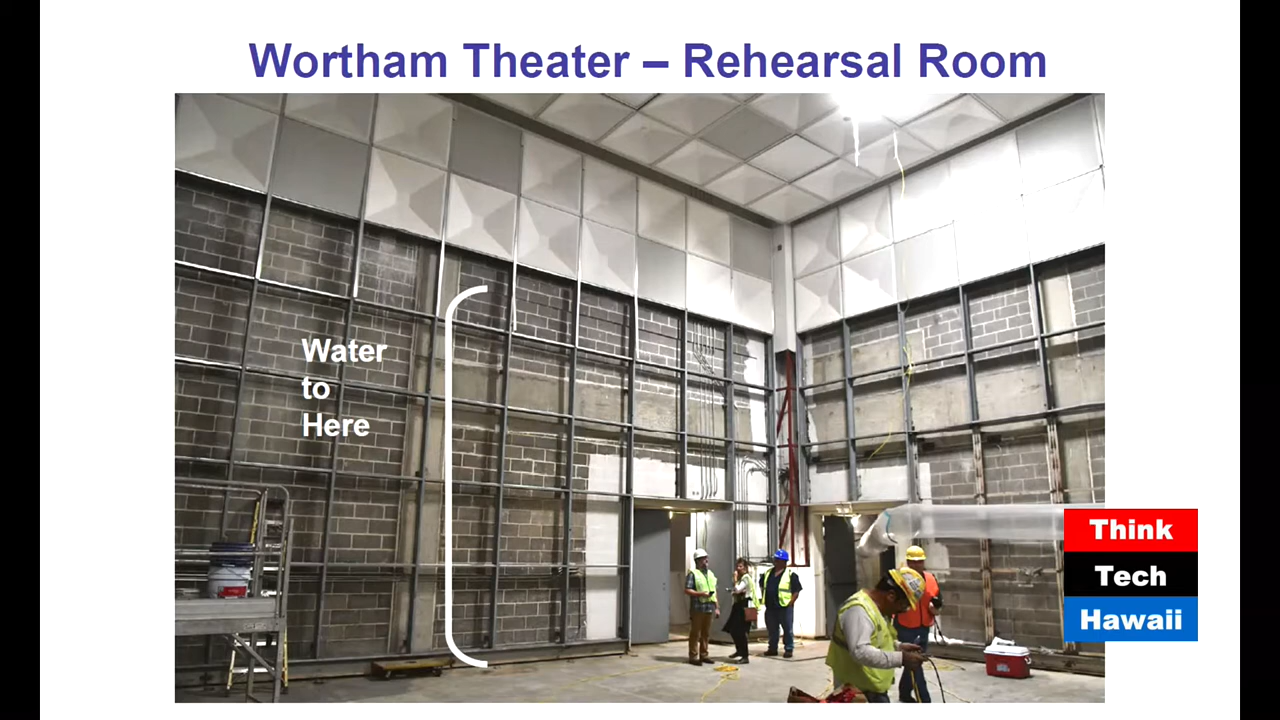 Wortham Theater – Rehearsal Room
Water
to
Here
Think
Tech
Hawaii